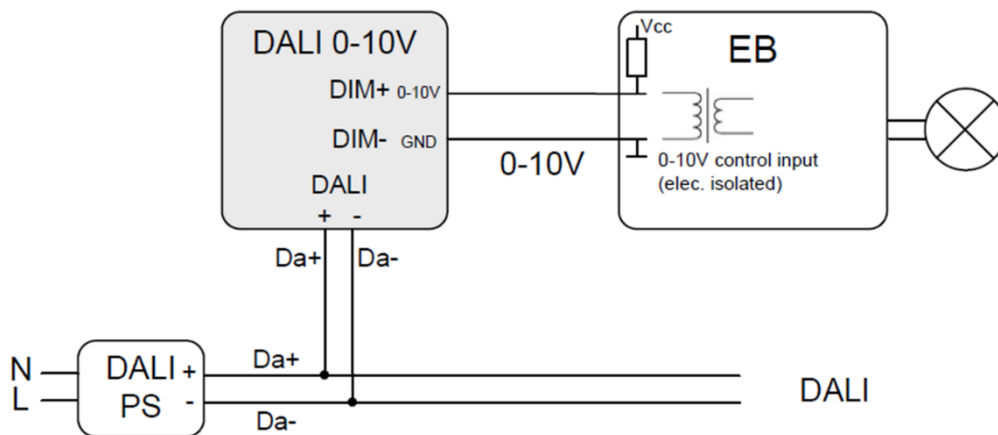 DALI 0-10V
DIM+ 0-10V
DIM- GND
DALI
+ -
Vcc
EB
0-10V control input
(elec. isolated)
0-10V
Da+ Da-
N
L
DALI +
PS -
Da+
Da-
DALI